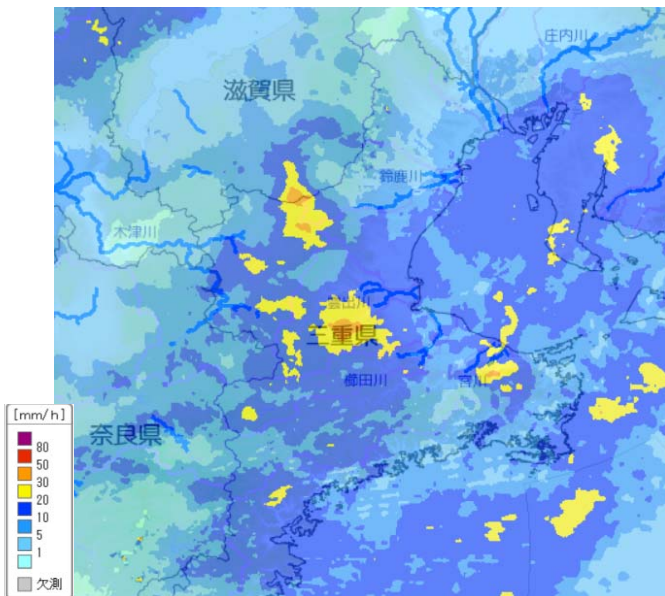 庄内川
滋賀県
鈴鹿川
木津川
雲出川
三重県
櫛田川
宮川
奈良県
[mm/h]
80
50
30
20
10
5
1
欠測